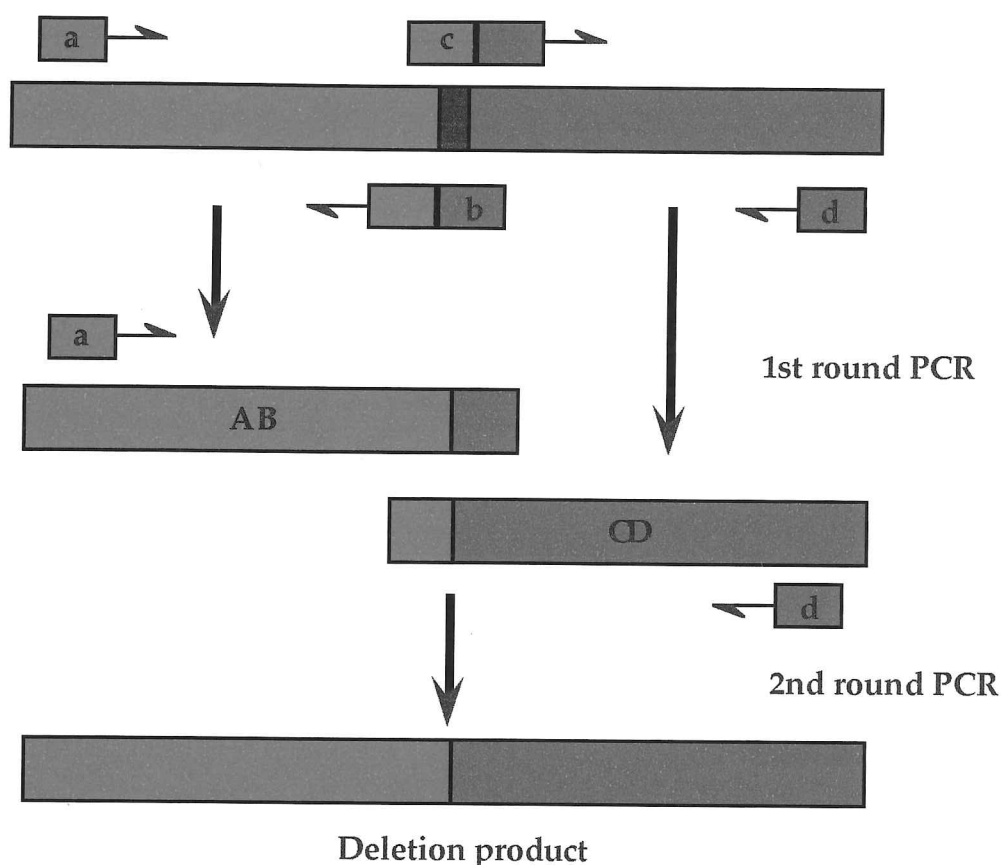 a
c
b
d
a
1st round PCR
AB
CD
d
2nd round PCR
Deletion product